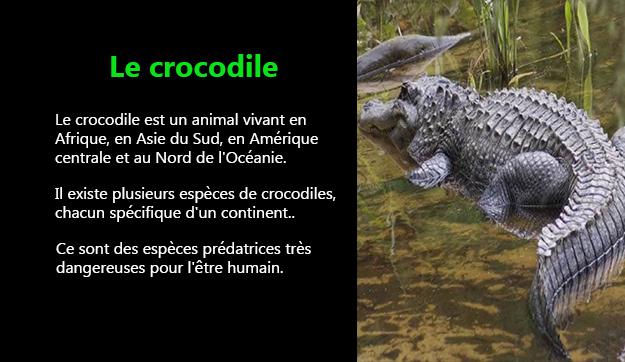 Le crocodile
Le crocodile est un animal vivant en
Afrique, en Asie du Sud, en Amérique
centrale et au Nord de l'Océanie.
Il existe plusieurs espèces de crocodiles,
chacun spécifique d'un continent..
Ce sont des espèces prédatrices très
dangereuses pour l'être humain.